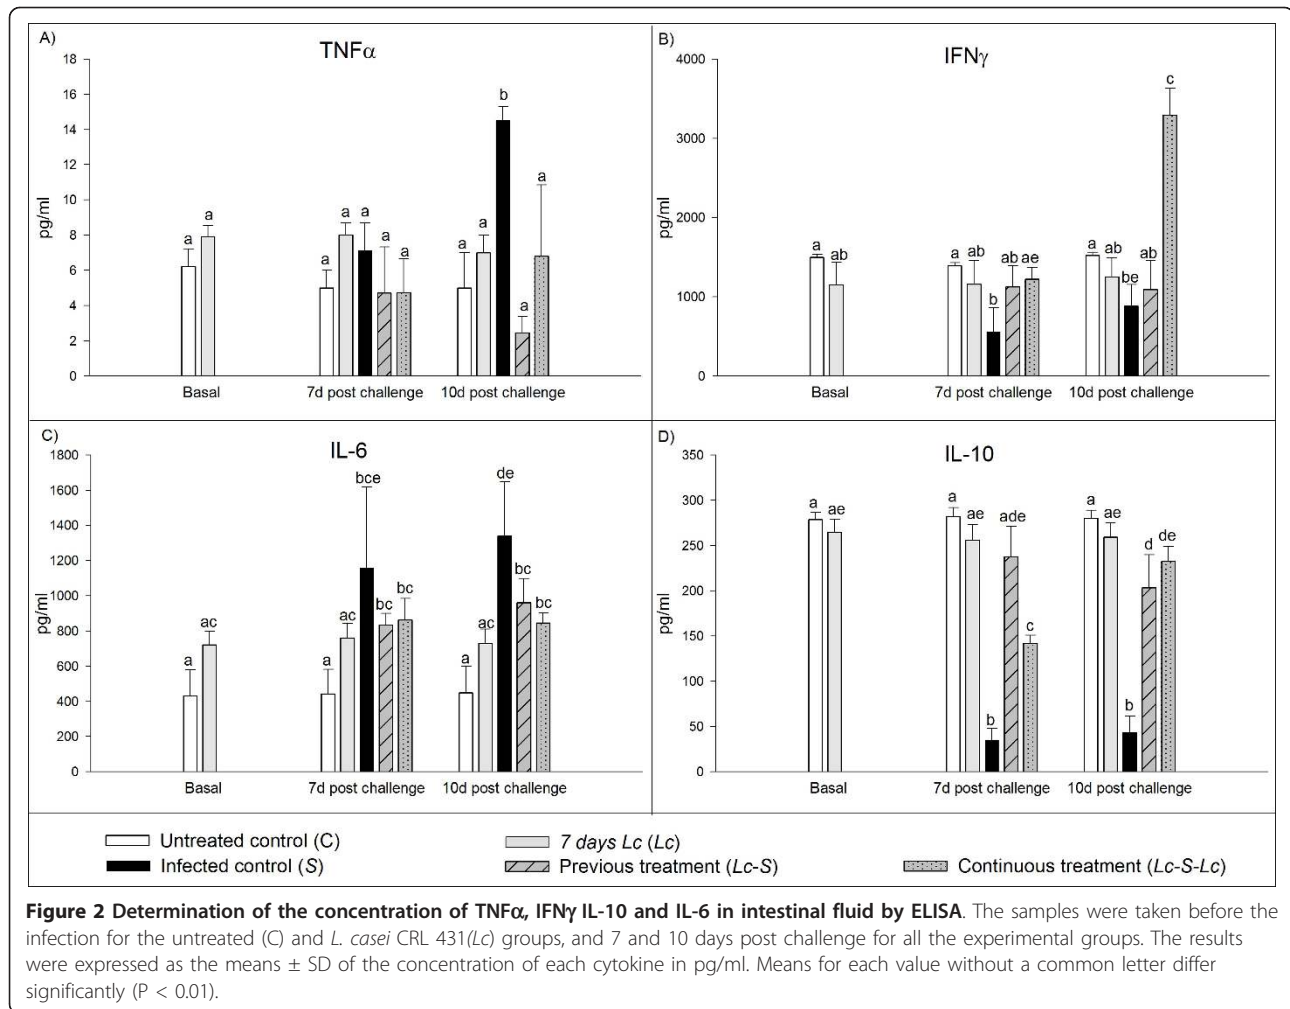 A)
TNFα
18
16
14
12
10
8
6
4
2
0
pg/ml
a
a
a
a
a
a
a
a
a
b
a
a
Basal
7d post challenge
10d post challenge
B)
IFNγ
4000
3000
2000
1000
0
pg/ml
a
ab
a
ab
b
ab
ae
a
ab
be
ab
c
Basal
7d post challenge
10d post challenge
C)
IL-6
1800
1600
1400
1200
1000
800
600
400
200
0
pg/ml
a
ac
a
ac
bce
bc
bc
a
ac
de
bc
bc
Basal
7d post challenge
10d post challenge
D)
IL-10
350
300
250
200
150
100
50
0
pg/ml
a
ae
a
ae
b
ade
c
a
ae
b
d
de
Basal
7d post challenge
10d post challenge
Untreated control (C)
7 days Lc (Lc)
Infected control (S)
Previous treatment (Lc-S)
Continuous treatment (Lc-S-Lc)
Figure 2 Determination of the concentration of TNFα, IFNγ IL-10 and IL-6 in intestinal fluid by ELISA. The samples were taken before the
infection for the untreated (C) and L. casei CRL 431(Lc) groups, and 7 and 10 days post challenge for all the experimental groups. The results
were expressed as the means ± SD of the concentration of each cytokine in pg/ml. Means for each value without a common letter differ
significantly (P < 0.01).